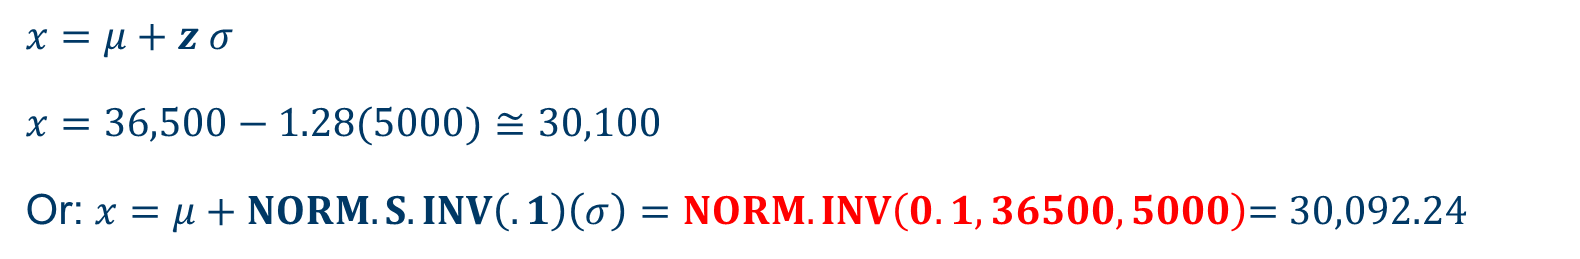 x = μ + z σ
x = 36,500 − 1.28(5000) ≅ 30,100
Or: x = μ + NORM.S.INV(.1)(σ) = NORM.INV(0.1,36500,5000)= 30,092.24